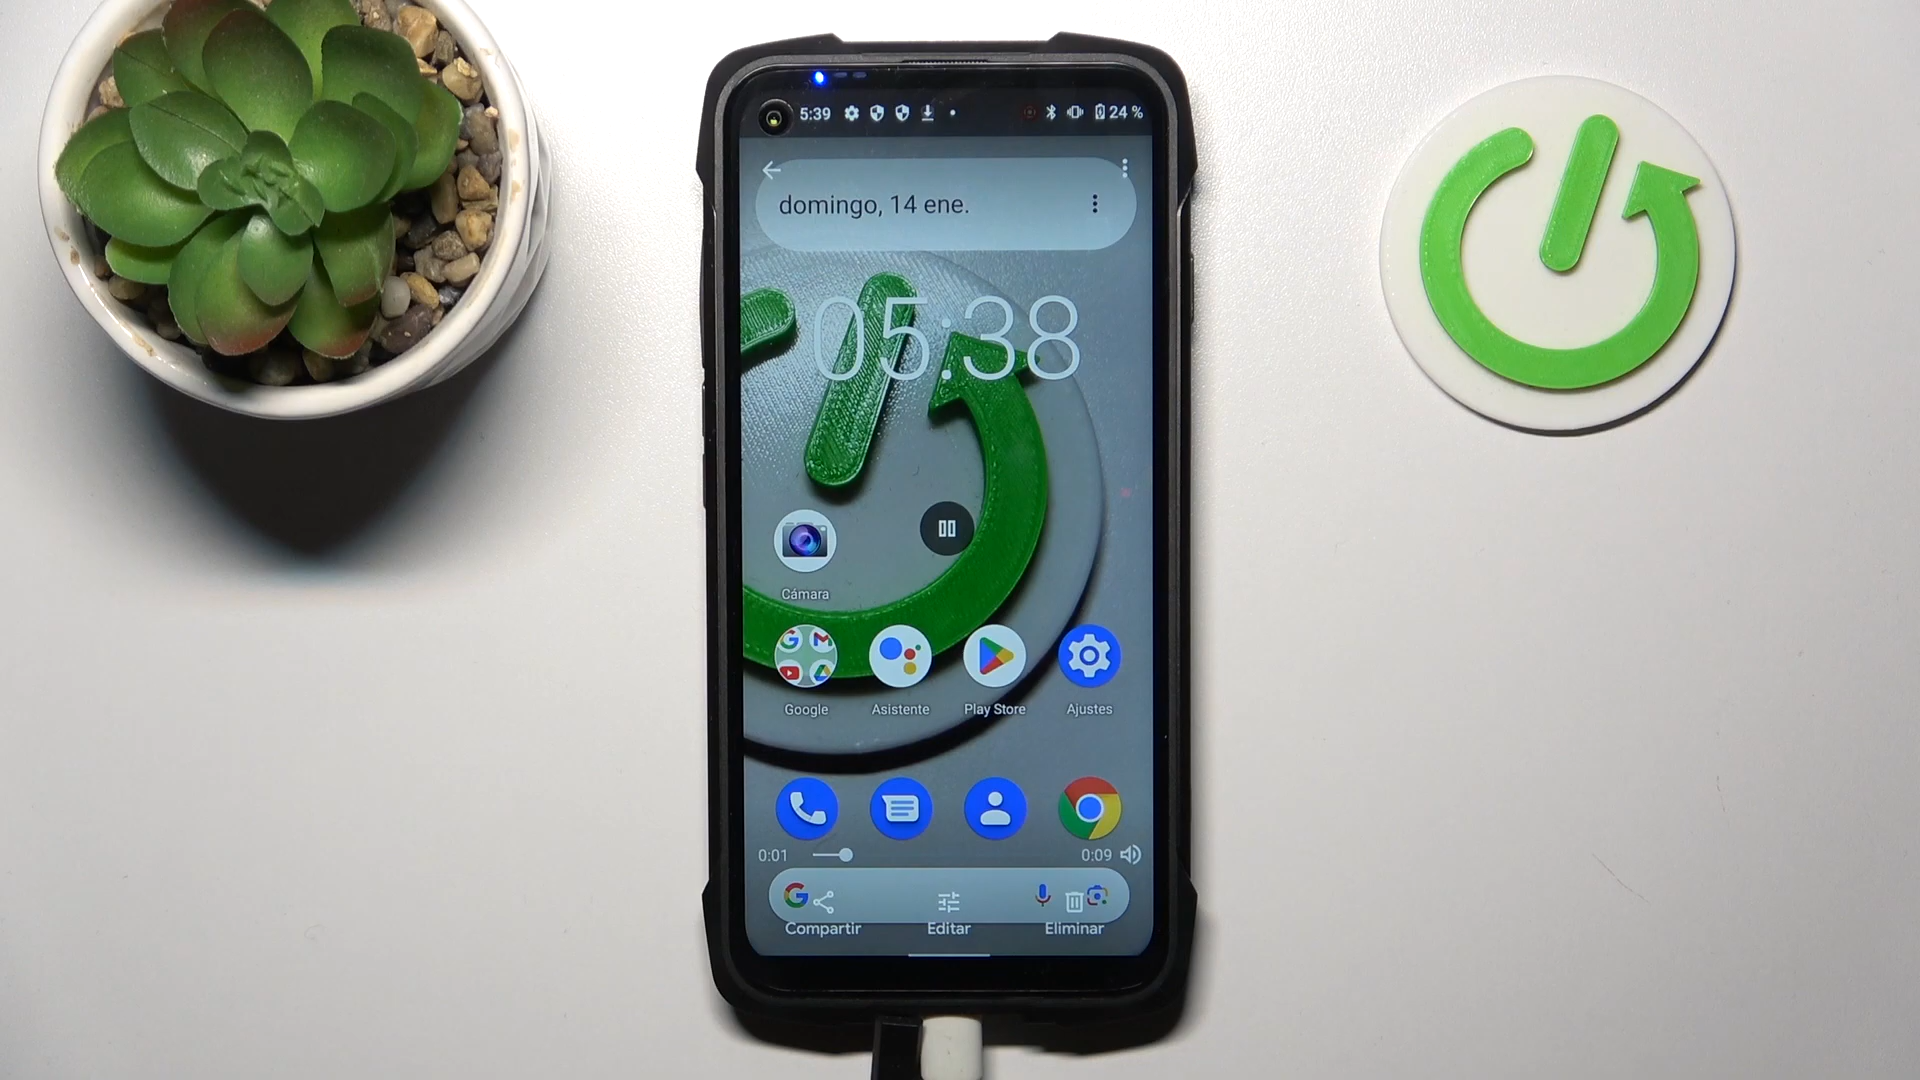 5:39
24 %
domingo, 14 ene.
05:38
Cámara
Google
Asistente
Play Store
Ajustes
0:01
0:09
Compartir
Editar
Eliminar